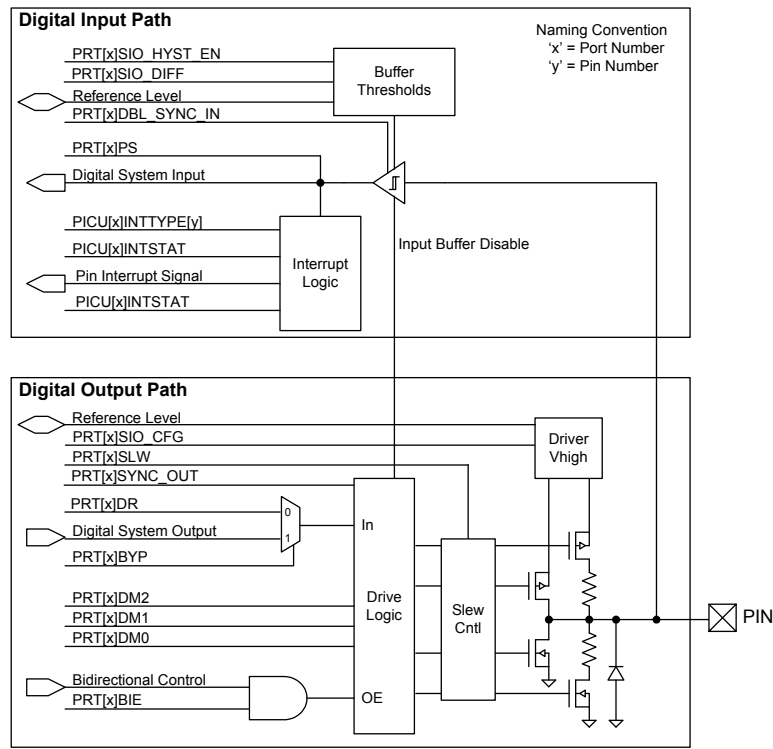 Digital Input Path
Naming Convention
'x' = Port Number
'y' = Pin Number
PRT[x]SIO_HYST_EN
PRT[x]SIO_DIFF
Reference Level
PRT[x]DBL_SYNC_IN
Buffer
Thresholds
PRT[x]PS
Digital System Input
PICU[x]INTTYPE[y]
PICU[x]INTSTAT
Pin Interrupt Signal
PICU[x]INTSTAT
Interrupt
Logic
Input Buffer Disable
Digital Output Path
Reference Level
PRT[x]SIO_CFG
PRT[x]SLW
PRT[x]SYNC_OUT
Driver
Vhigh
PRT[x]DR
Digital System Output
PRT[x]BYP
0
1
In
PRT[x]DM2
PRT[x]DM1
PRT[x]DM0
Drive
Logic
Slew
Cntl
PIN
Bidirectional Control
PRT[x]BIE
OE